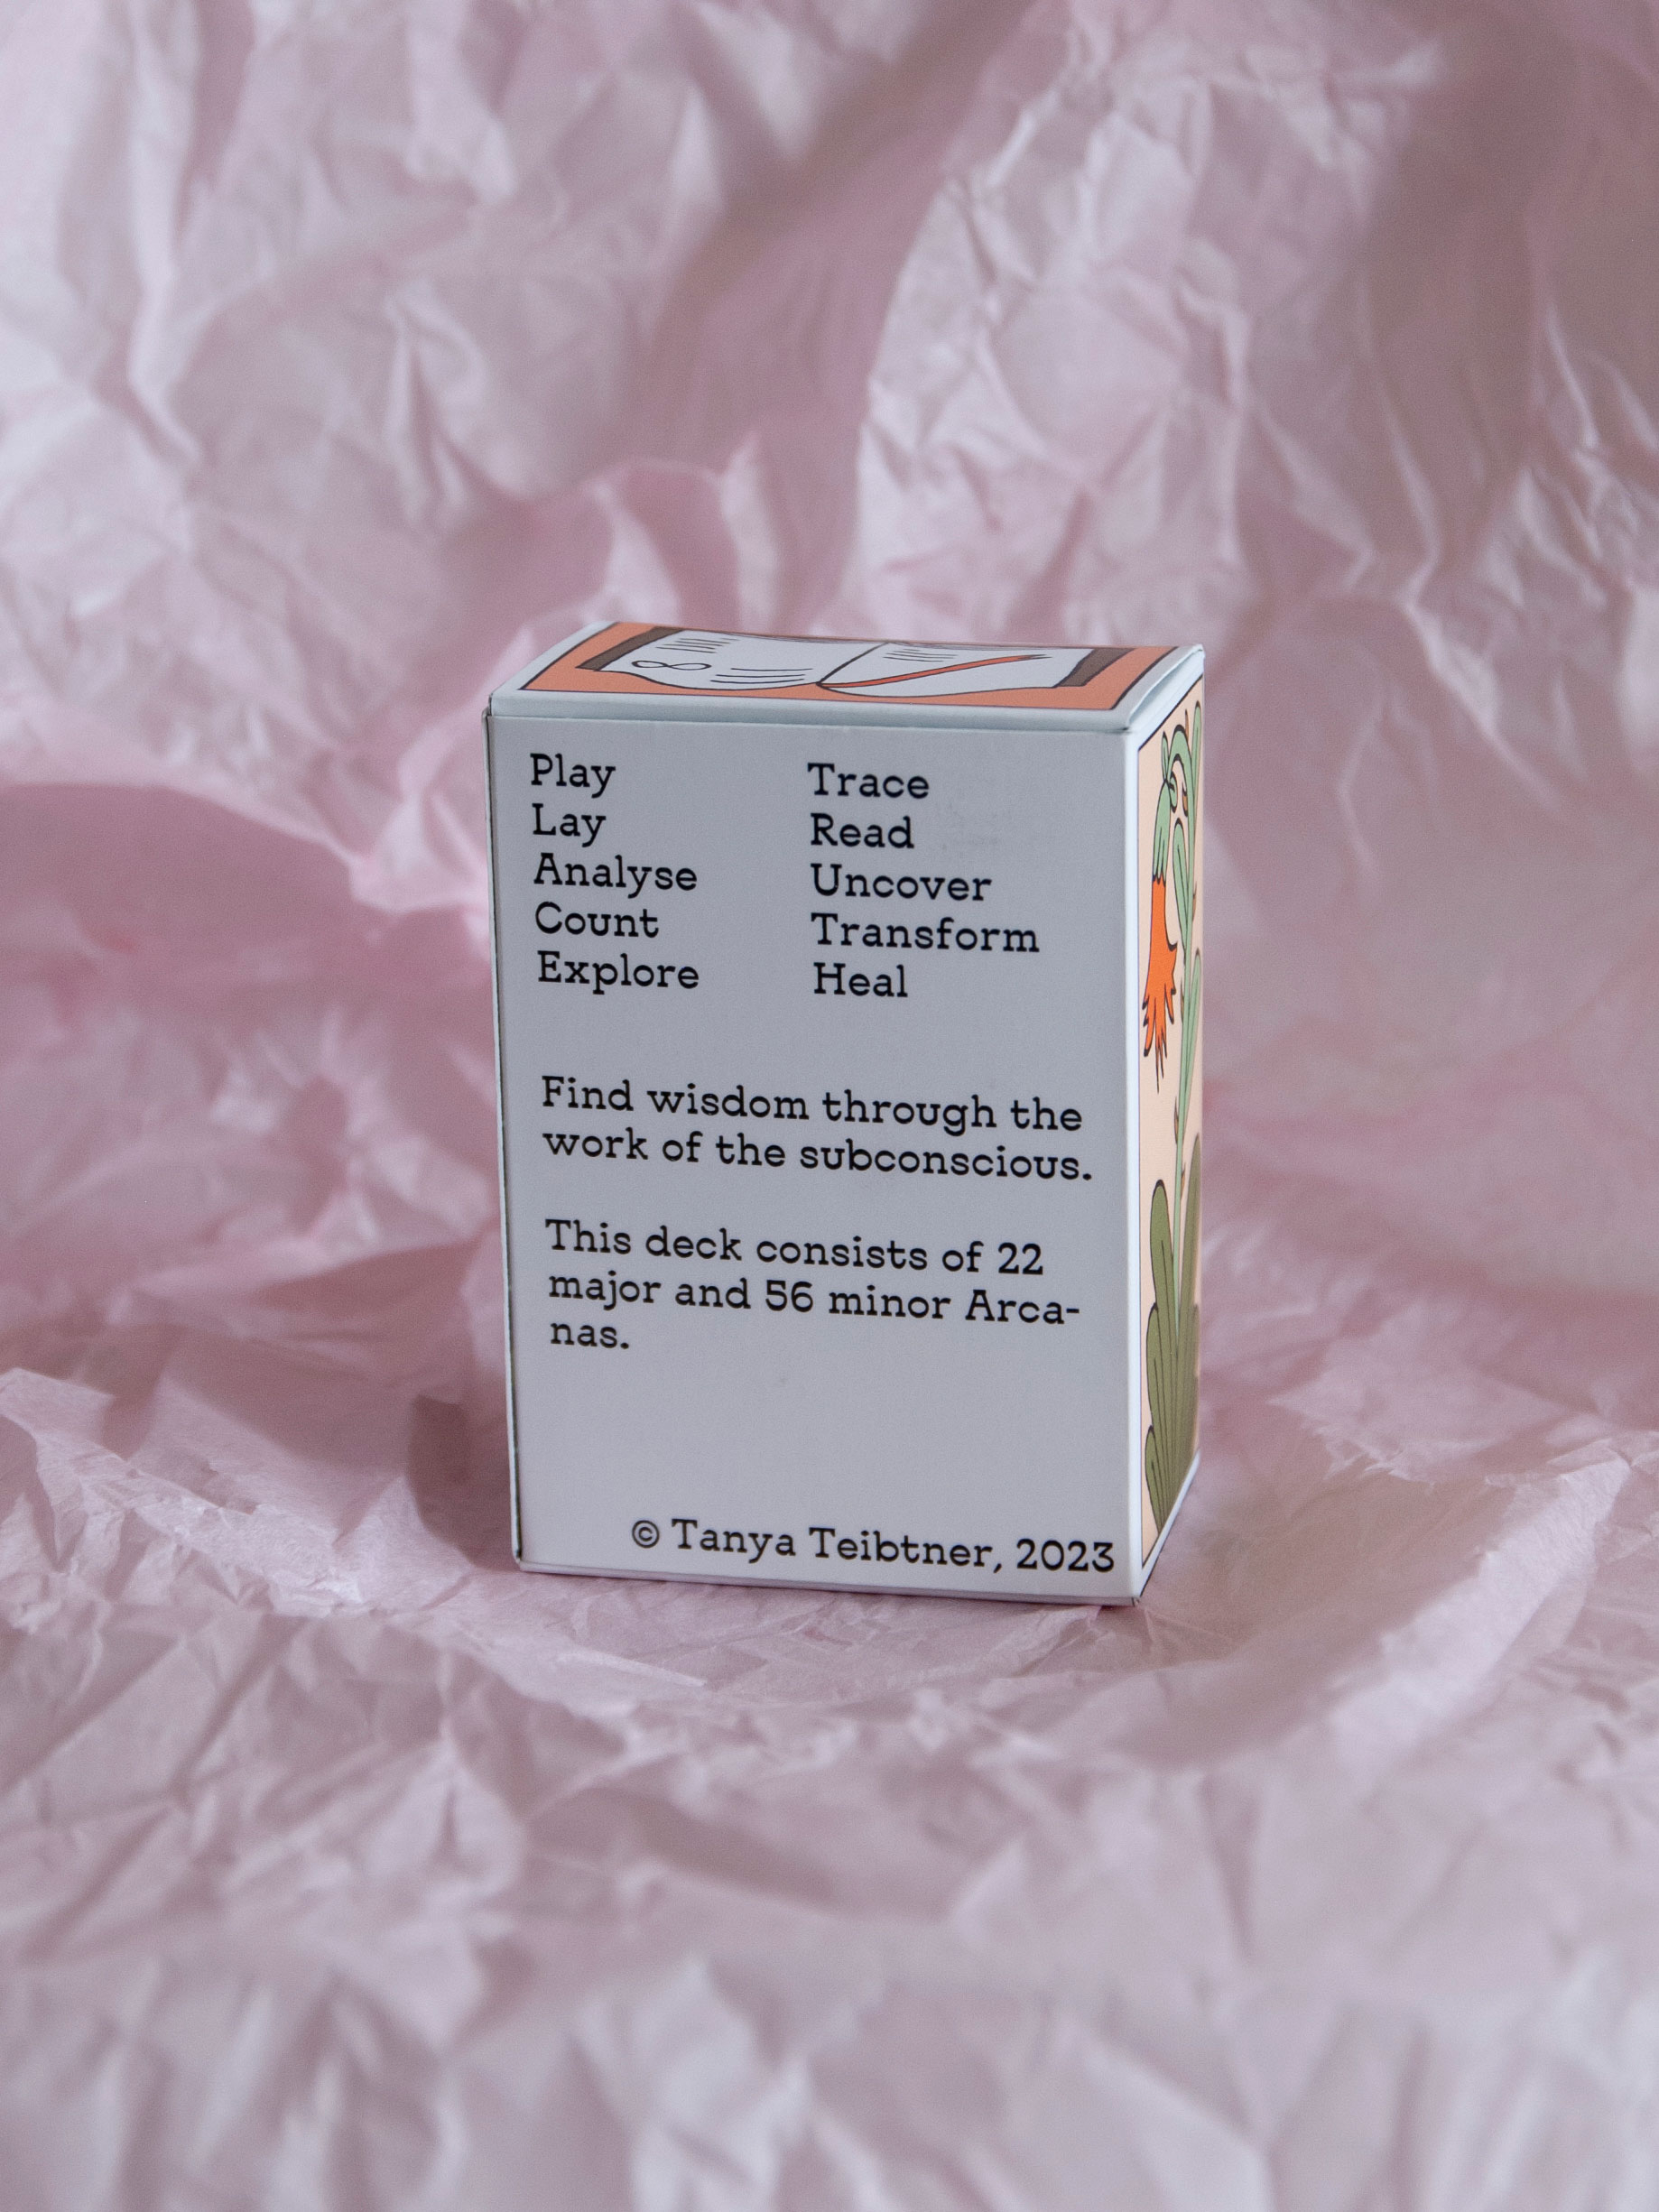 Play
Lay
Analyse
Count
Explore
Trace
Read
Uncover
Transform
Heal
Find wisdom through the
work of the subconscious.
This deck consists of 22
major and 56 minor Arca-
nas.
© Tanya Teibtner, 2023